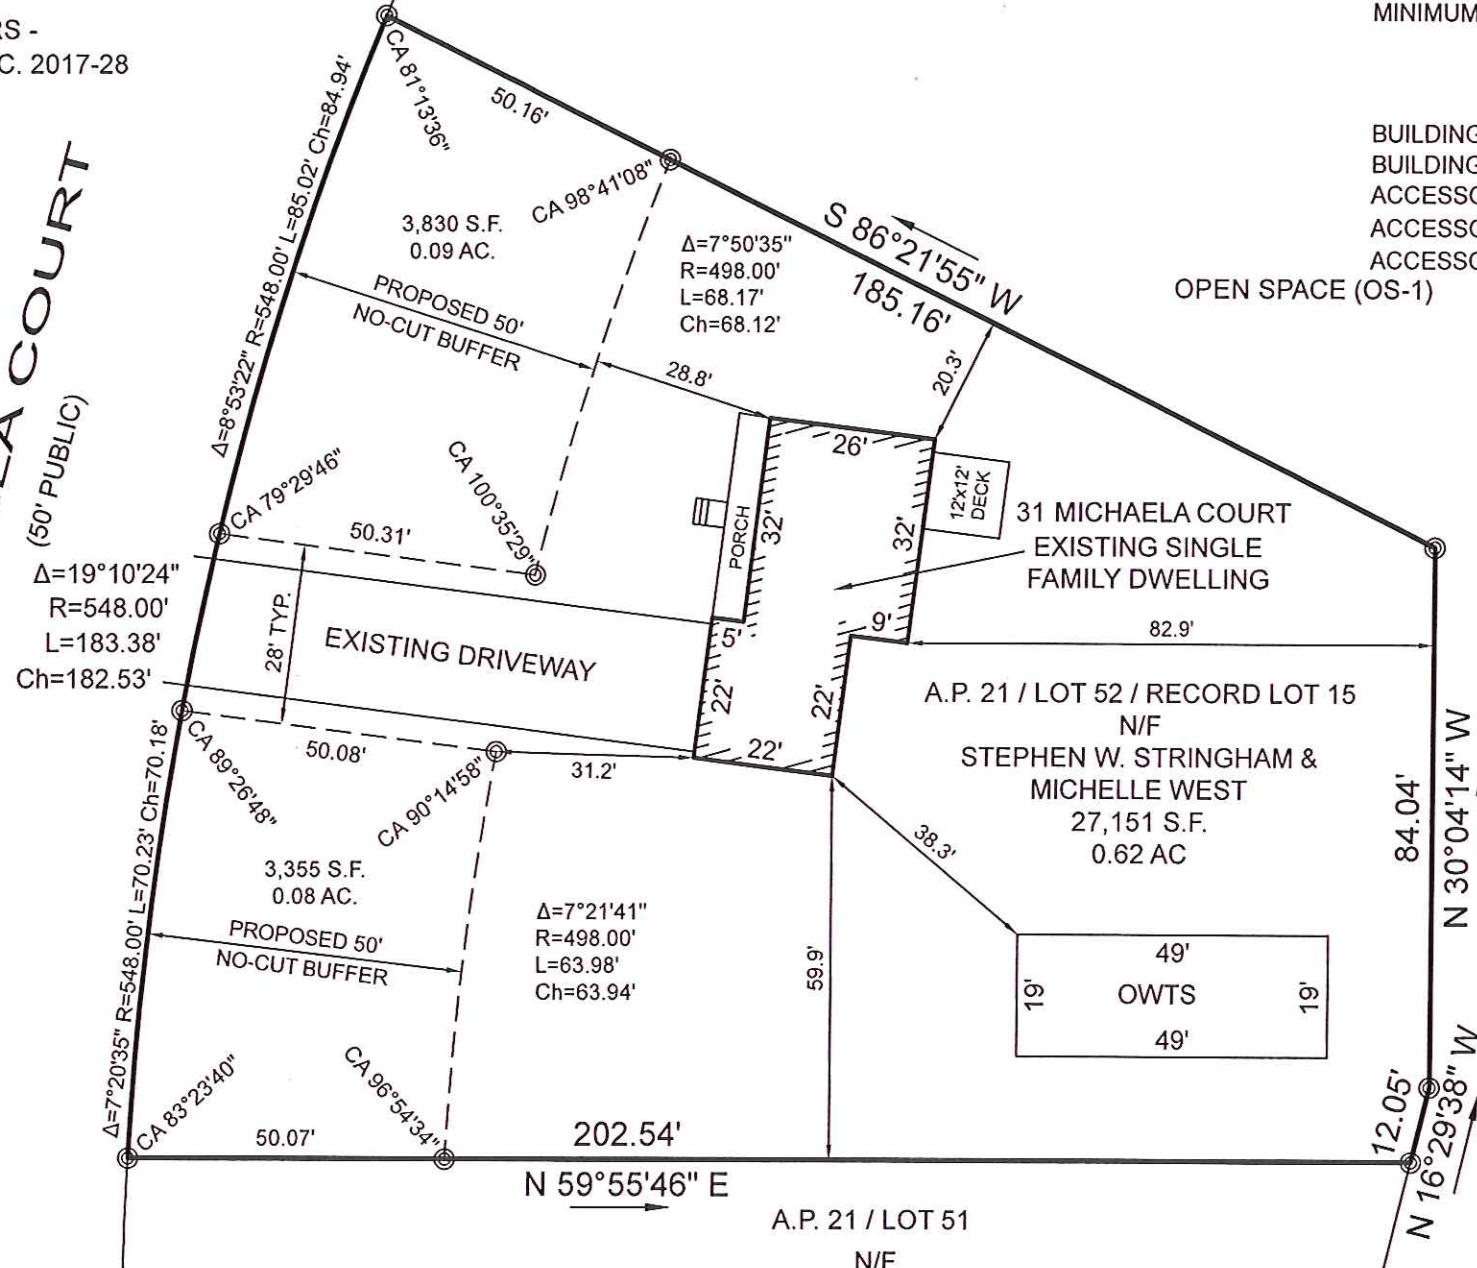 RS -
C. 2017-28
MINIMUM
BUILDING
BUILDING
ACCESSO
ACCESSO
ACCESSO
OPEN SPACE (OS-1)
COURT
(50' PUBLIC)
CA 81°13'36"
50.16'
CA 98°41'08"
Δ=8°53'22" R=548.00' L=85.02' Ch=84.94'
3,830 S.F.
0.09 AC.
PROPOSED 50'
NO-CUT BUFFER
Δ=7°50'35"
R=498.00'
L=68.17'
Ch=68.12'
S 86°21'55" W
185.16'
20.3'
28.8'
26'
CA 79°29'46"
CA 100°35'29"
50.31'
PORCH
32'
32'
12'x12'
DECK
31 MICHAELA COURT
EXISTING SINGLE
FAMILY DWELLING
Δ=19°10'24"
R=548.00'
L=183.38'
Ch=182.53'
28' TYP.
EXISTING DRIVEWAY
5'
9'
82.9'
22'
22'
22'
A.P. 21 / LOT 52 / RECORD LOT 15
N/F
STEPHEN W. STRINGHAM &
MICHELLE WEST
27,151 S.F.
0.62 AC
84.04'
N 30°04'14" W
50.08'
31.2'
CA 89°26'48"
CA 90°14'58"
38.3'
Δ=7°20'35" R=548.00' L=70.23' Ch=70.18'
3,355 S.F.
0.08 AC.
PROPOSED 50'
NO-CUT BUFFER
Δ=7°21'41"
R=498.00'
L=63.98'
Ch=63.94'
59.9'
49'
19'
OWTS
19'
49'
CA 83°23'40"
CA 96°54'34"
50.07'
202.54'
N 59°55'46" E
12.05'
N 16°29'38" W
A.P. 21 / LOT 51
N/F